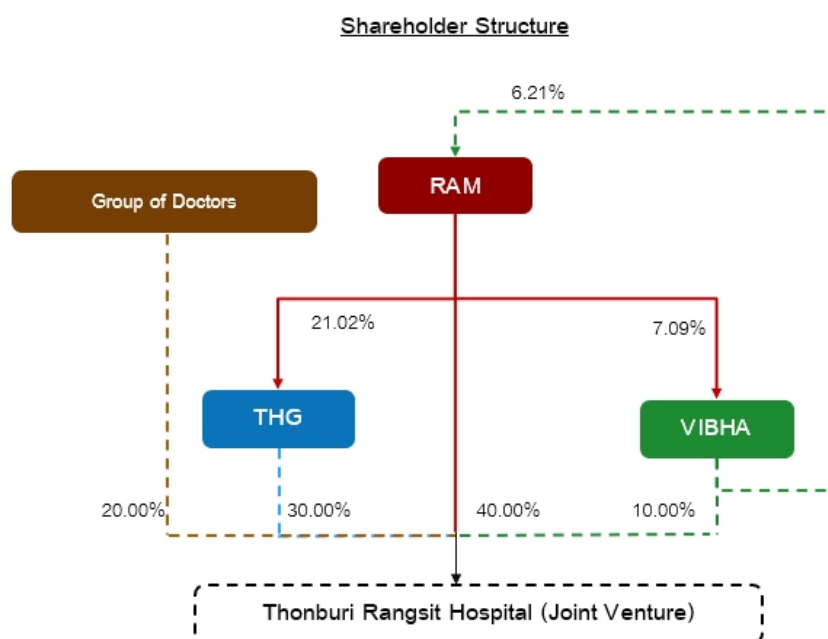 Shareholder Structure
6.21%
RAM
Group of Doctors
21.02%
7.09%
THG
VIBHA
20.00%
30.00%
40.00%
10.00%
Thonburi Rangsit Hospital (Joint Venture)